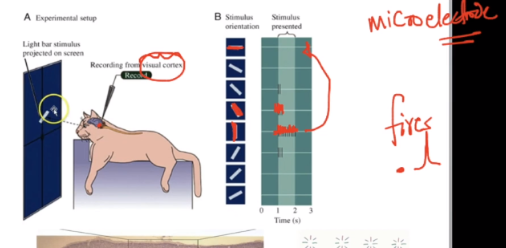 A Experimental setup
Light bar stimulus
projected on screen
Recording from visual cortex
Record
B Stimulus
orientation
Stimulus
presented
0 1 2 3
Time (s)
microelectrode
fires